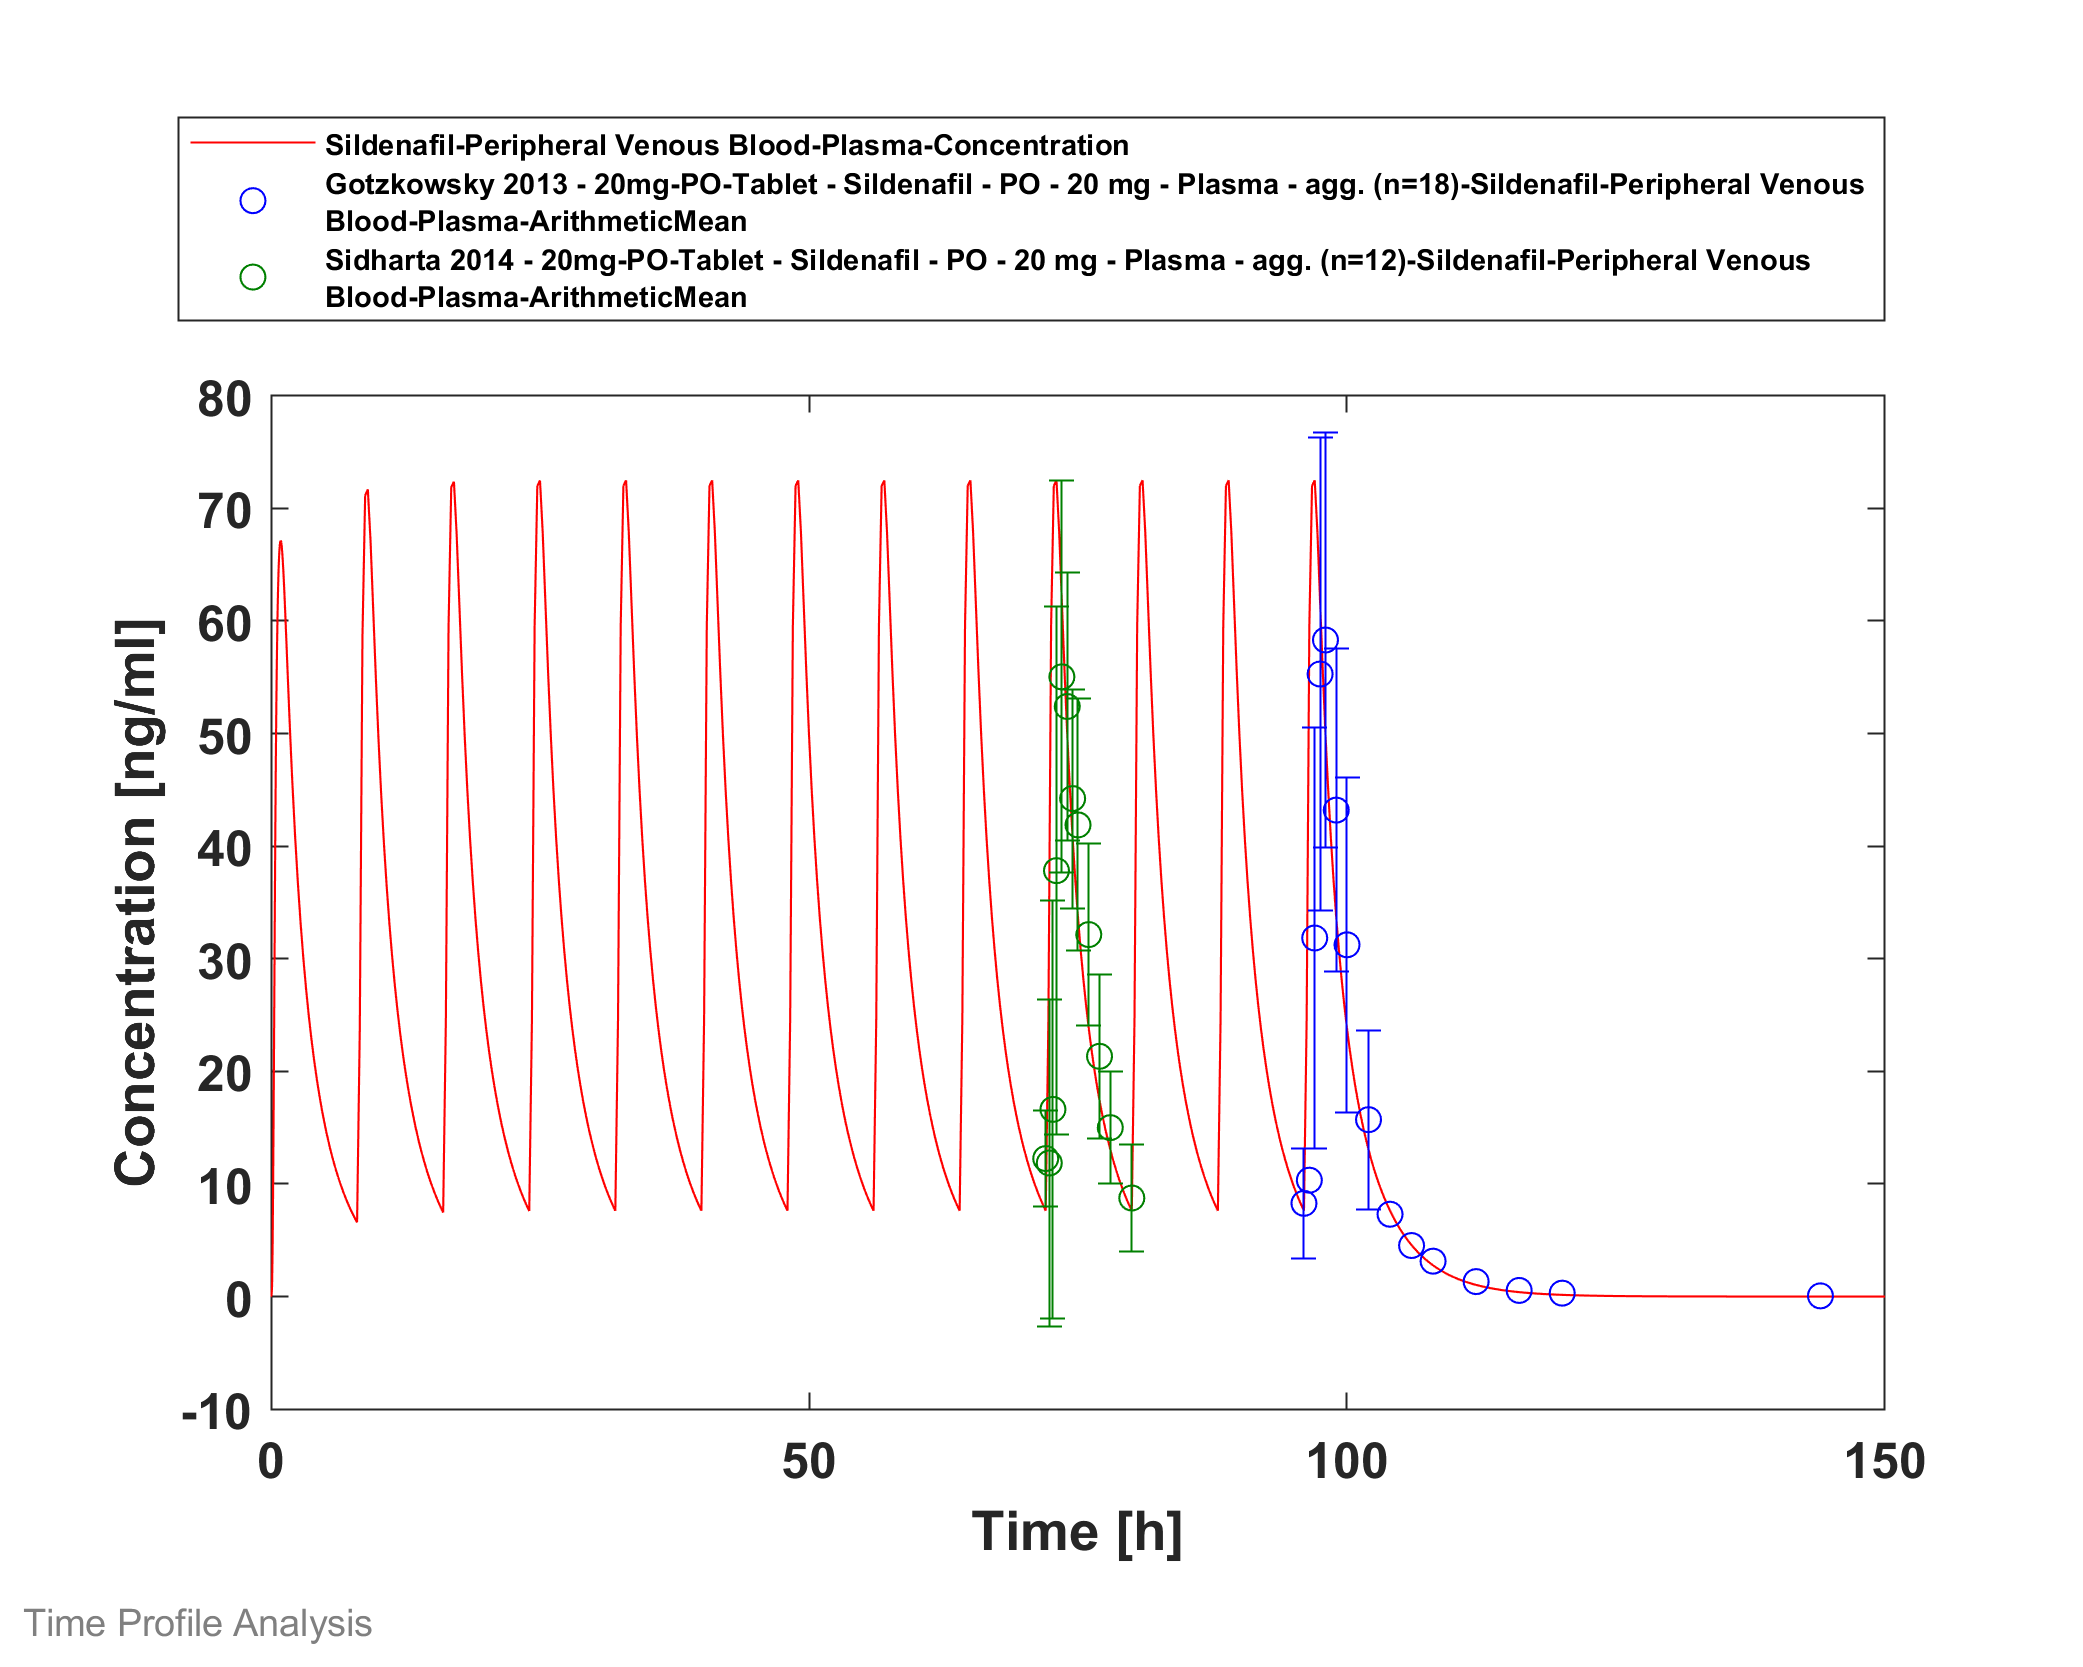 Sildenafil-Peripheral Venous Blood-Plasma-Concentration
Gotzkowsky 2013 - 20mg-PO-Tablet - Sildenafil - PO - 20 mg - Plasma - agg. (n=18)-Sildenafil-Peripheral Venous
Blood-Plasma-ArithmeticMean
Sidharta 2014 - 20mg-PO-Tablet - Sildenafil - PO - 20 mg - Plasma - agg. (n=12)-Sildenafil-Peripheral Venous
Blood-Plasma-ArithmeticMean
80
70
60
50
40
30
20
10
0
-10
Concentration [ng/ml]
0 50 100 150
Time [h]
Time Profile Analysis